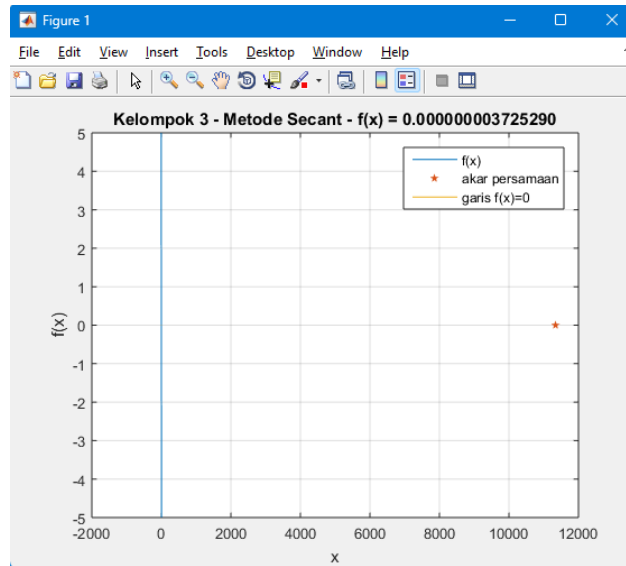 Figure 1
File Edit View Insert Tools Desktop Window Help
Kelompok 3 - Metode Secant - f(x) = 0.000000003725290
f(x)
akar persamaan
garis f(x)=0
5
4
3
2
1
0
-1
-2
-3
-4
-5
f(x)
-2000 0 2000 4000 6000 8000 10000 12000
x